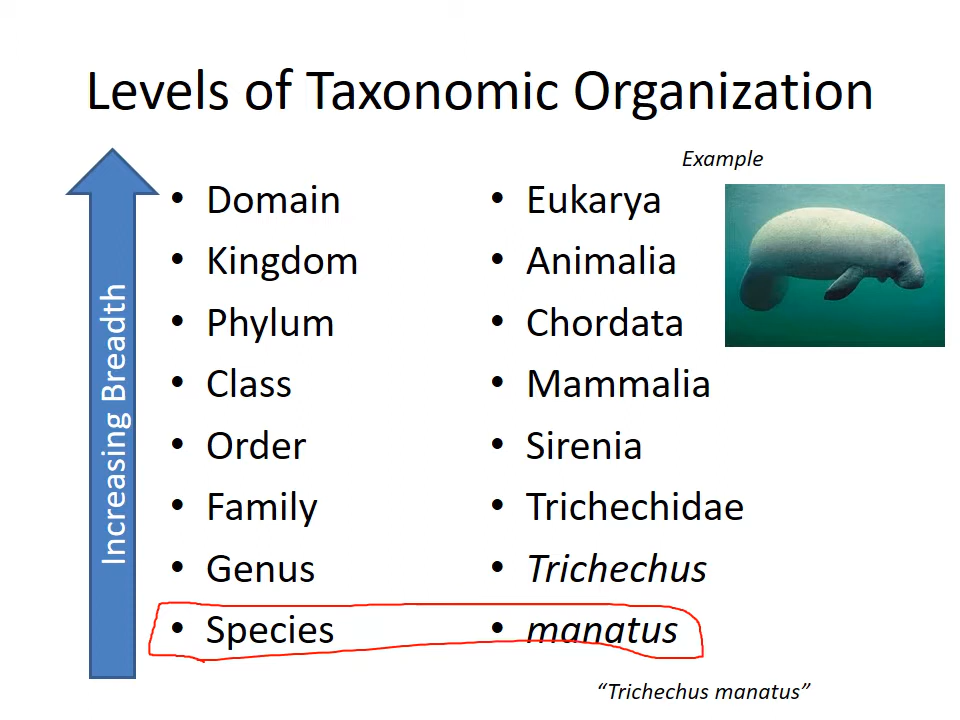 Levels of Taxonomic Organization
Example
Increasing Breadth
• Domain
• Kingdom
• Phylum
• Class
• Order
• Family
• Genus
• Species
• Eukarya
• Animalia
• Chordata
• Mammalia
• Sirenia
• Trichechidae
• Trichechus
• manatus
“Trichechus manatus”